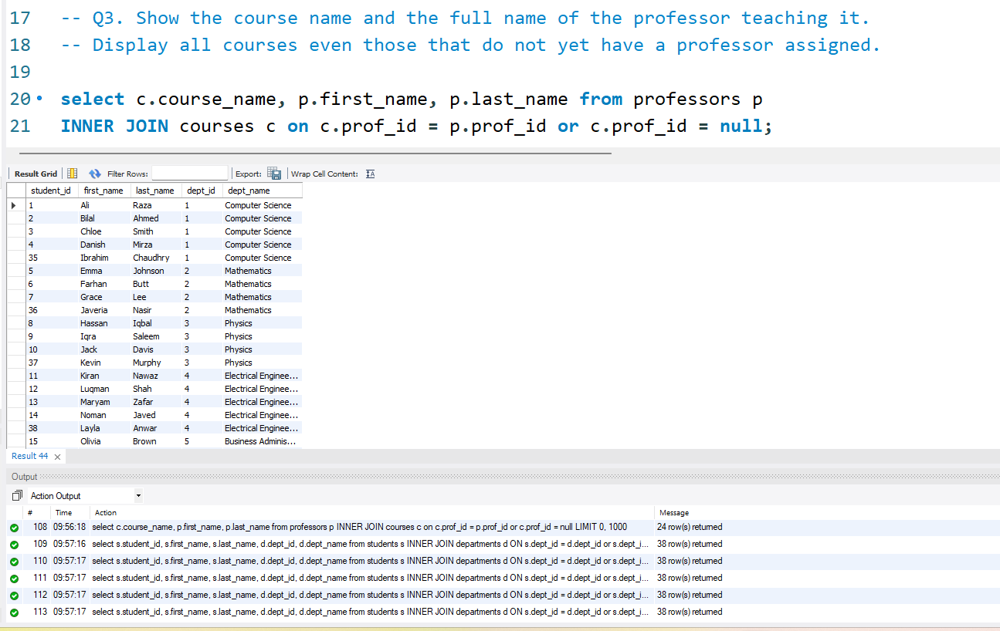 17 -- Q3. Show the course name and the full name of the professor teaching it.
18 -- Display all courses even those that do not yet have a professor assigned.
19
20 select c.course_name, p.first_name, p.last_name from professors p
21 INNER JOIN courses c on c.prof_id = p.prof_id or c.prof_id = null;
Result Grid Filter Rows: Export: Wrap Cell Content:
student_id first_name last_name dept_id dept_name
1 Ali Raza 1 Computer Science
2 Bilal Ahmed 1 Computer Science
3 Chloe Smith 1 Computer Science
4 Danish Mirza 1 Computer Science
35 Ibrahim Chaudhry 1 Computer Science
5 Emma Johnson 2 Mathematics
6 Farhan Butt 2 Mathematics
7 Grace Lee 2 Mathematics
36 Javeria Nasir 2 Mathematics
8 Hassan Iqbal 3 Physics
9 Iqra Saleem 3 Physics
10 Jack Davis 3 Physics
37 Kevin Murphy 3 Physics
11 Kiran Nawaz 4 Electrical Enginee...
12 Luqman Shah 4 Electrical Enginee...
13 Maryam Zafar 4 Electrical Enginee...
14 Noman Javed 4 Electrical Enginee...
38 Layla Anwar 4 Electrical Enginee...
15 Olivia Brown 5 Business Adminis...
Result 44
Output
Action Output
# Time Action Message
108 09:56:18 select c.course_name, p.first_name, p.last_name from professors p INNER JOIN courses c on c.prof_id = p.prof_id or c.prof_id = null LIMIT 0, 1000 24 row(s) returned
109 09:57:16 select s.student_id, s.first_name, s.last_name, d.dept_id, d.dept_name from students s INNER JOIN departments d ON s.dept_id = d.dept_id or s.dept_i... 38 row(s) returned
110 09:57:17 select s.student_id, s.first_name, s.last_name, d.dept_id, d.dept_name from students s INNER JOIN departments d ON s.dept_id = d.dept_id or s.dept_i... 38 row(s) returned
111 09:57:17 select s.student_id, s.first_name, s.last_name, d.dept_id, d.dept_name from students s INNER JOIN departments d ON s.dept_id = d.dept_id or s.dept_i... 38 row(s) returned
112 09:57:17 select s.student_id, s.first_name, s.last_name, d.dept_id, d.dept_name from students s INNER JOIN departments d ON s.dept_id = d.dept_id or s.dept_i... 38 row(s) returned
113 09:57:17 select s.student_id, s.first_name, s.last_name, d.dept_id, d.dept_name from students s INNER JOIN departments d ON s.dept_id = d.dept_id or s.dept_i... 38 row(s) returned